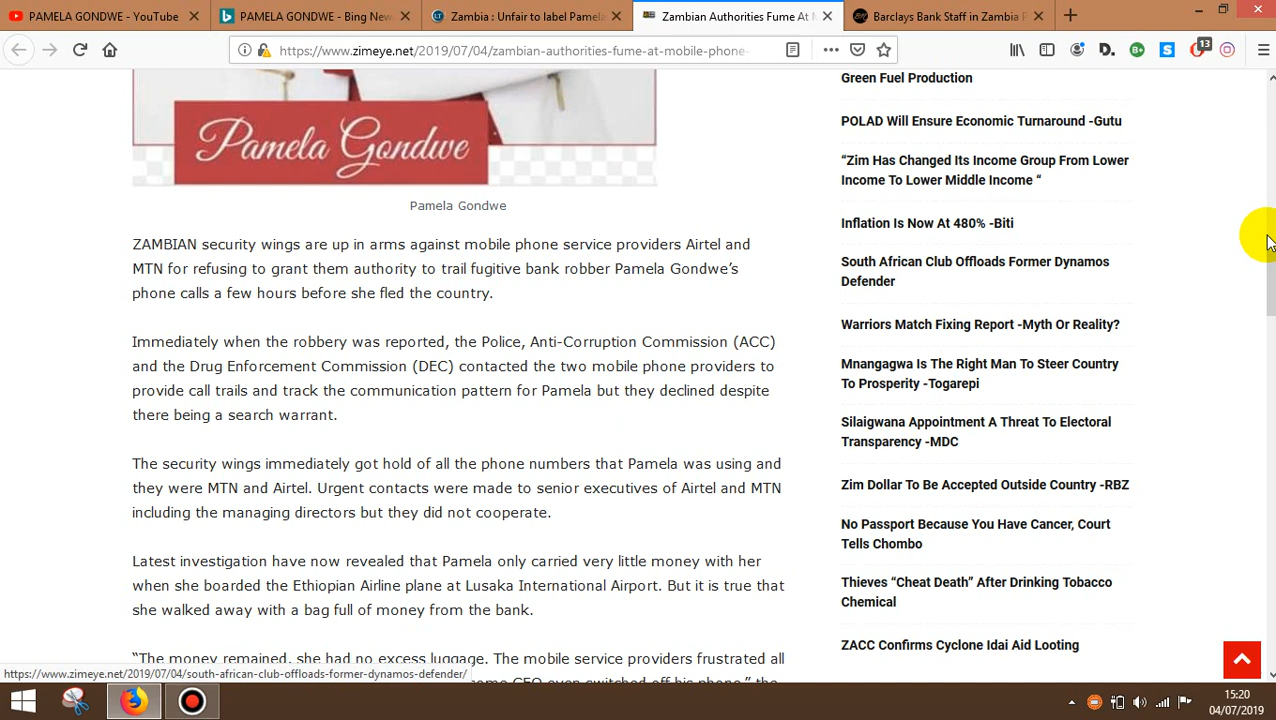 PAMELA GONDWE - YouTube
PAMELA GONDWE - Bing New
Zambia : Unfair to label Pamela
Zambian Authorities Fume At M
Barclays Bank Staff in Zambia P
https://www.zimeye.net/2019/07/04/zambian-authorities-fume-at-mobile-phone-
13
Pamela Gondwe
Pamela Gondwe
ZAMBIAN security wings are up in arms against mobile phone service providers Airtel and
MTN for refusing to grant them authority to trail fugitive bank robber Pamela Gondwe’s
phone calls a few hours before she fled the country.
Immediately when the robbery was reported, the Police, Anti-Corruption Commission (ACC)
and the Drug Enforcement Commission (DEC) contacted the two mobile phone providers to
provide call trails and track the communication pattern for Pamela but they declined despite
there being a search warrant.
The security wings immediately got hold of all the phone numbers that Pamela was using and
they were MTN and Airtel. Urgent contacts were made to senior executives of Airtel and MTN
including the managing directors but they did not cooperate.
Latest investigation have now revealed that Pamela only carried very little money with her
when she boarded the Ethiopian Airline plane at Lusaka International Airport. But it is true that
she walked away with a bag full of money from the bank.
“The money remained, she had no excess luggage. The mobile service providers frustrated all
some CEO even switched off his phone,” the
Green Fuel Production
POLAD Will Ensure Economic Turnaround -Gutu
“Zim Has Changed Its Income Group From Lower
Income To Lower Middle Income “
Inflation Is Now At 480% -Biti
South African Club Offloads Former Dynamos
Defender
Warriors Match Fixing Report -Myth Or Reality?
Mnangagwa Is The Right Man To Steer Country
To Prosperity -Togarepi
Silaigwana Appointment A Threat To Electoral
Transparency -MDC
Zim Dollar To Be Accepted Outside Country -RBZ
No Passport Because You Have Cancer, Court
Tells Chombo
Thieves “Cheat Death” After Drinking Tobacco
Chemical
ZACC Confirms Cyclone Idai Aid Looting
https://www.zimeye.net/2019/07/04/south-african-club-offloads-former-dynamos-defender/
15:20
04/07/2019